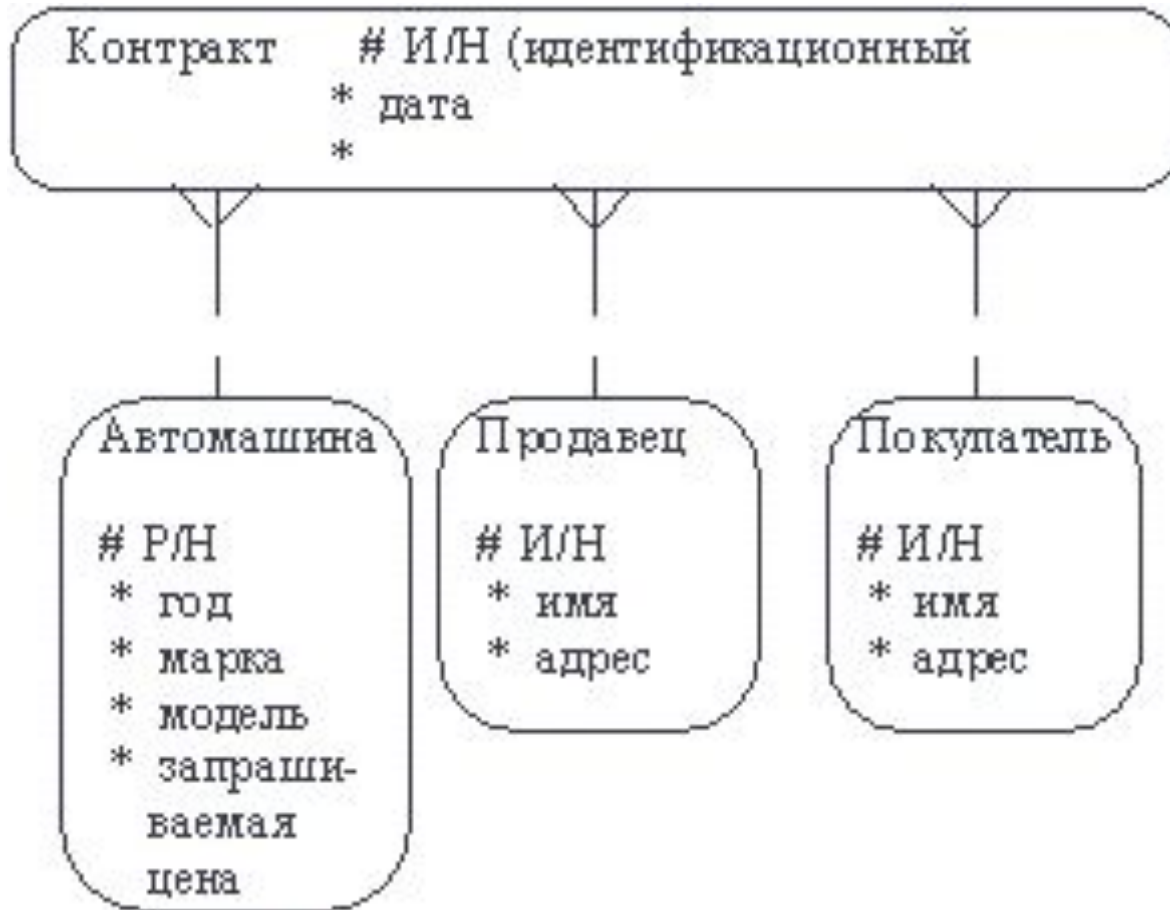 Контракт # И/Н (идентификационный
* дата
*
Автомашина
# Р/Н
* год
* марка
* модель
* запраши-
ваемая
цена
Продавец
# И/Н
* имя
* адрес
Покупатель
# И/Н
* имя
* адрес